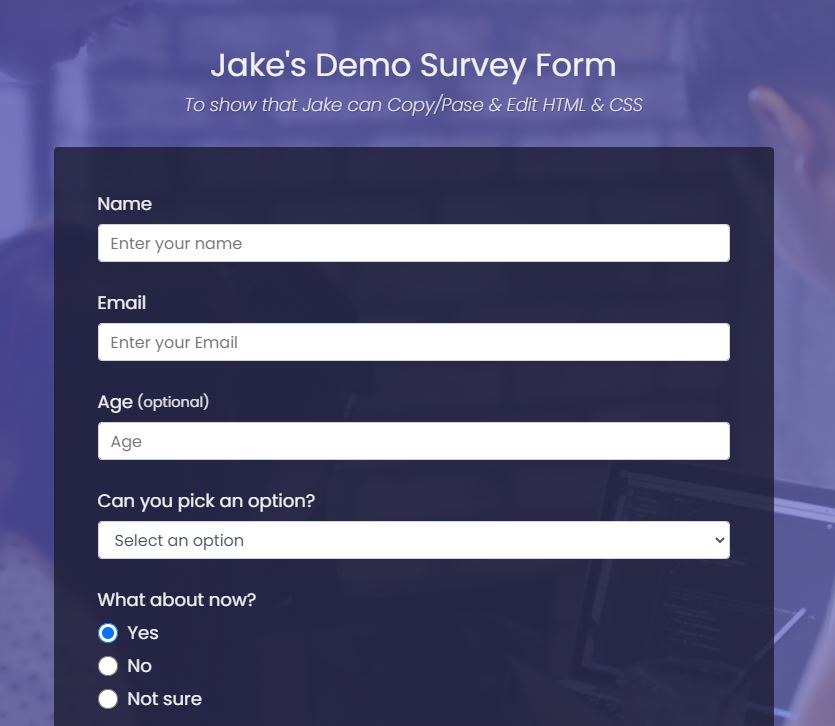 Jake's Demo Survey Form
To show that Jake can Copy/Pase & Edit HTML & CSS
Name
Enter your name
Email
Enter your Email
Age (optional)
Age
Can you pick an option?
Select an option
What about now?
Yes
No
Not sure